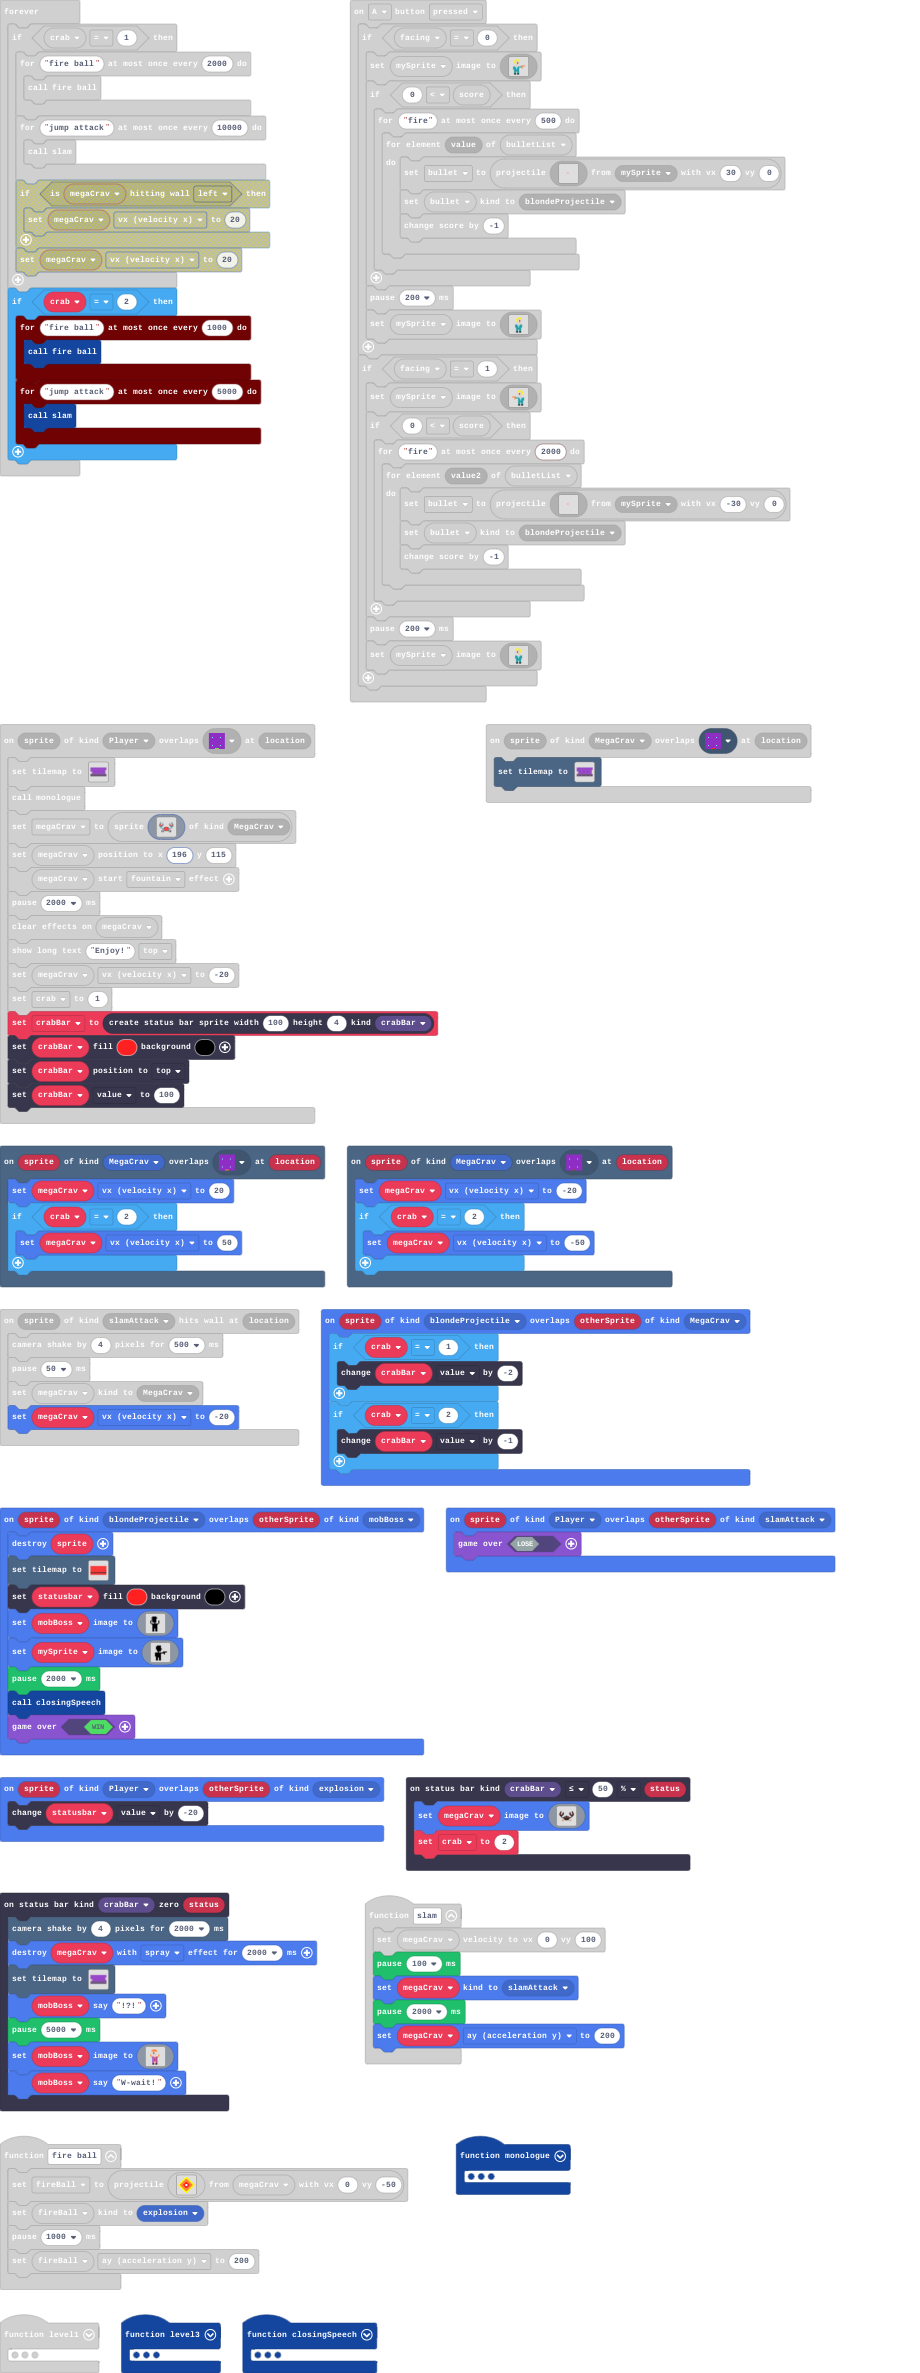 forever
if crab = 1 then
for "fire ball" at most once every 2000 do
call fire ball
for "jump attack" at most once every 10000 do
call slam
if is megaCrav hitting wall left then
set megaCrav vx (velocity x) to 20
set megaCrav vx (velocity x) to 20
if crab = 2 then
for "fire ball" at most once every 1000 do
call fire ball
for "jump attack" at most once every 5000 do
call slam
on A button pressed
if facing = 0 then
set mySprite image to
if 0 < score then
for "fire" at most once every 500 do
for element value of bulletList
do
set bullet to projectile from mySprite with vx 30 vy 0
set bullet kind to blondeProjectile
change score by -1
pause 200 ms
set mySprite image to
if facing = 1 then
set mySprite image to
if 0 < score then
for "fire" at most once every 2000 do
for element value2 of bulletList
do
set bullet to projectile from mySprite with vx -30 vy 0
set bullet kind to blondeProjectile
change score by -1
pause 200 ms
set mySprite image to
on sprite of kind Player overlaps at location
set tilemap to
call monologue
set megaCrav to sprite of kind MegaCrav
set megaCrav position to x 196 y 115
megaCrav start fountain effect
pause 2000 ms
clear effects on megaCrav
show long text "Enjoy!" top
set megaCrav vx (velocity x) to -20
set crab to 1
set crabBar to create status bar sprite width 100 height 4 kind crabBar
set crabBar fill background
set crabBar position to top
set crabBar value to 100
on sprite of kind MegaCrav overlaps at location
set tilemap to
on sprite of kind MegaCrav overlaps at location
set megaCrav vx (velocity x) to 20
if crab = 2 then
set megaCrav vx (velocity x) to 50
on sprite of kind MegaCrav overlaps at location
set megaCrav vx (velocity x) to -20
if crab = 2 then
set megaCrav vx (velocity x) to -50
on sprite of kind slamAttack hits wall at location
camera shake by 4 pixels for 500 ms
pause 50 ms
set megaCrav kind to MegaCrav
set megaCrav vx (velocity x) to -20
on sprite of kind blondeProjectile overlaps otherSprite of kind MegaCrav
if crab = 1 then
change crabBar value by -2
if crab = 2 then
change crabBar value by -1
on sprite of kind blondeProjectile overlaps otherSprite of kind mobBoss
destroy sprite
set tilemap to
set statusbar fill background
set mobBoss image to
set mySprite image to
pause 2000 ms
call closingSpeech
game over WIN
on sprite of kind Player overlaps otherSprite of kind slamAttack
game over LOSE
on sprite of kind Player overlaps otherSprite of kind explosion
change statusbar value by -20
on status bar kind crabBar ≤ 50 % status
set megaCrav image to
set crab to 2
on status bar kind crabBar zero status
camera shake by 4 pixels for 2000 ms
destroy megaCrav with spray effect for 2000 ms
set tilemap to
mobBoss say "!?!"
pause 5000 ms
set mobBoss image to
mobBoss say "W-wait!"
function slam
set megaCrav velocity to vx 0 vy 100
pause 100 ms
set megaCrav kind to slamAttack
pause 2000 ms
set megaCrav ay (acceleration y) to 200
function fire ball
set fireBall to projectile from megaCrav with vx 0 vy -50
set fireBall kind to explosion
pause 1000 ms
set fireBall ay (acceleration y) to 200
function monologue
function level1
function level3
function closingSpeech